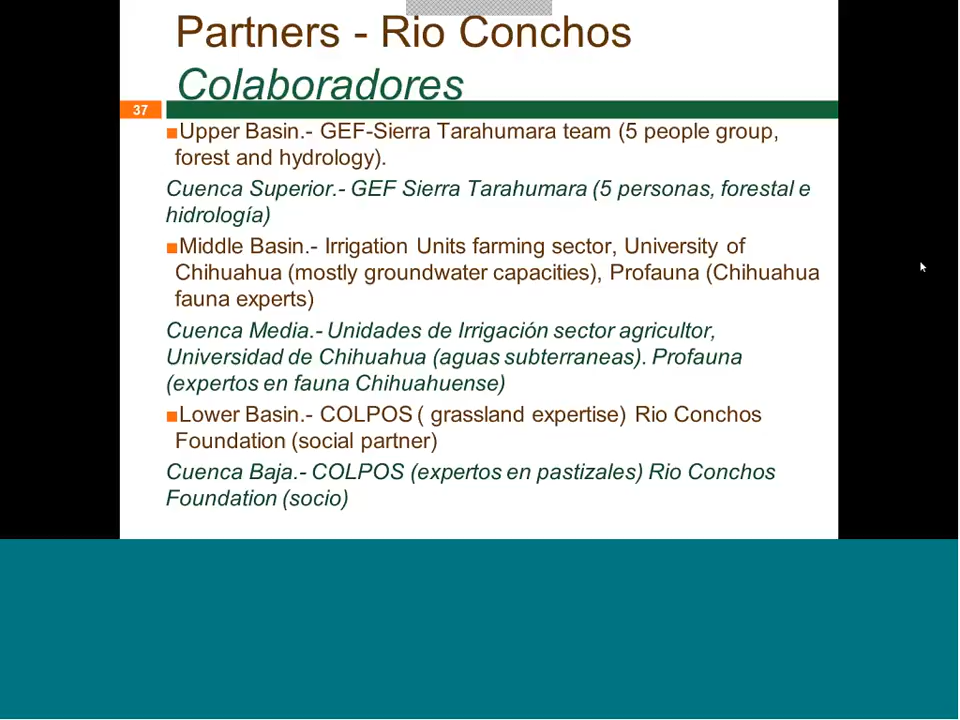 Partners - Rio Conchos
Colaboradores
37
■Upper Basin.- GEF-Sierra Tarahumara team (5 people group,
forest and hydrology).
Cuenca Superior.- GEF Sierra Tarahumara (5 personas, forestal e
hidrología)
■Middle Basin.- Irrigation Units farming sector, University of
Chihuahua (mostly groundwater capacities), Profauna (Chihuahua
fauna experts)
Cuenca Media.- Unidades de Irrigación sector agricultor,
Universidad de Chihuahua (aguas subterraneas). Profauna
(expertos en fauna Chihuahuense)
■Lower Basin.- COLPOS ( grassland expertise) Rio Conchos
Foundation (social partner)
Cuenca Baja.- COLPOS (expertos en pastizales) Rio Conchos
Foundation (socio)